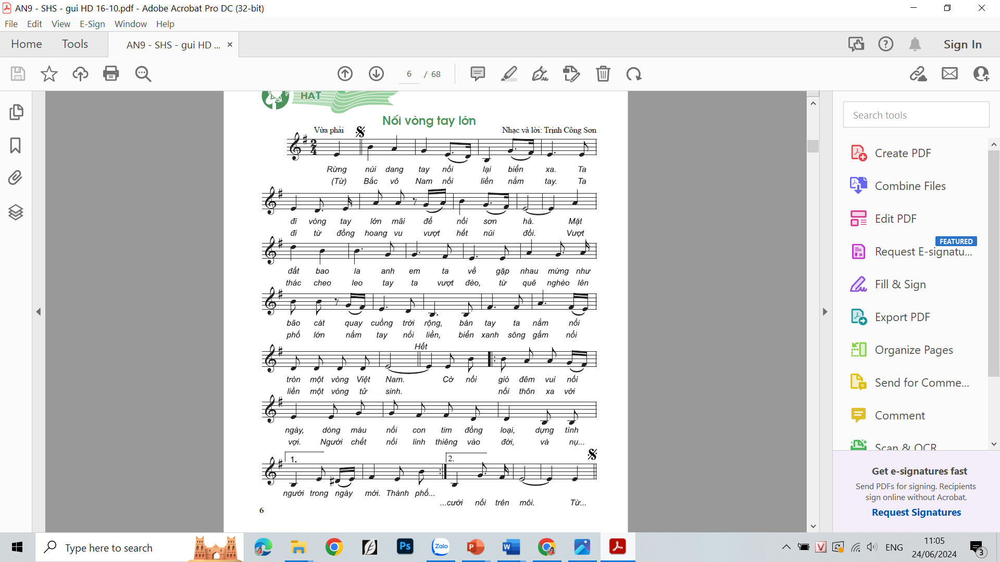 AN9 - SHS - gui HD 16-10.pdf - Adobe Acrobat Pro DC (32-bit)
File Edit View E-Sign Window Help
Home Tools AN9 - SHS - gui HD ... × Sign In
6 / 68
HÁT
Nối vòng tay lớn
Vừa phải Nhạc và lời: Trịnh Công Sơn
Rừng núi dang tay nối lại biển xa. Ta
(Từ) Bắc vô Nam nối liền nắm tay. Ta
đi vòng tay lớn mãi để nối sơn hà. Mặt
đi từ đồng hoang vu vượt hết núi đồi. Vượt
đất bao la anh em ta về gặp nhau mừng như
thác cheo leo tay ta vượt đèo, từ quê nghèo lên
bão cát quay cuồng trời rộng, bàn tay ta nắm nối
phố lớn nắm tay nối liền, biển xanh sông gấm nối
Hết
tròn một vòng Việt Nam. Cờ nối gió đêm vui nối
liền một vòng tử sinh. nối thôn xa vời
ngày, dòng máu nối con tim đồng loại, dựng tình
vợi. Người chết nối linh thiêng vào đời, và nụ...
1. 2.
người trong ngày mới. Thành phố...
...cười nối trên môi. Từ...
6
Search tools
Create PDF
Combine Files
Edit PDF
FEATURED
Request E-signatu...
Fill & Sign
Export PDF
Organize Pages
Send for Comme...
Comment
Scan & OCR
Get e-signatures fast
Send PDFs for signing. Recipients
sign online without Acrobat.
Request Signatures
Type here to search
Ps
Zalo
ENG
11:05
24/06/2024
3